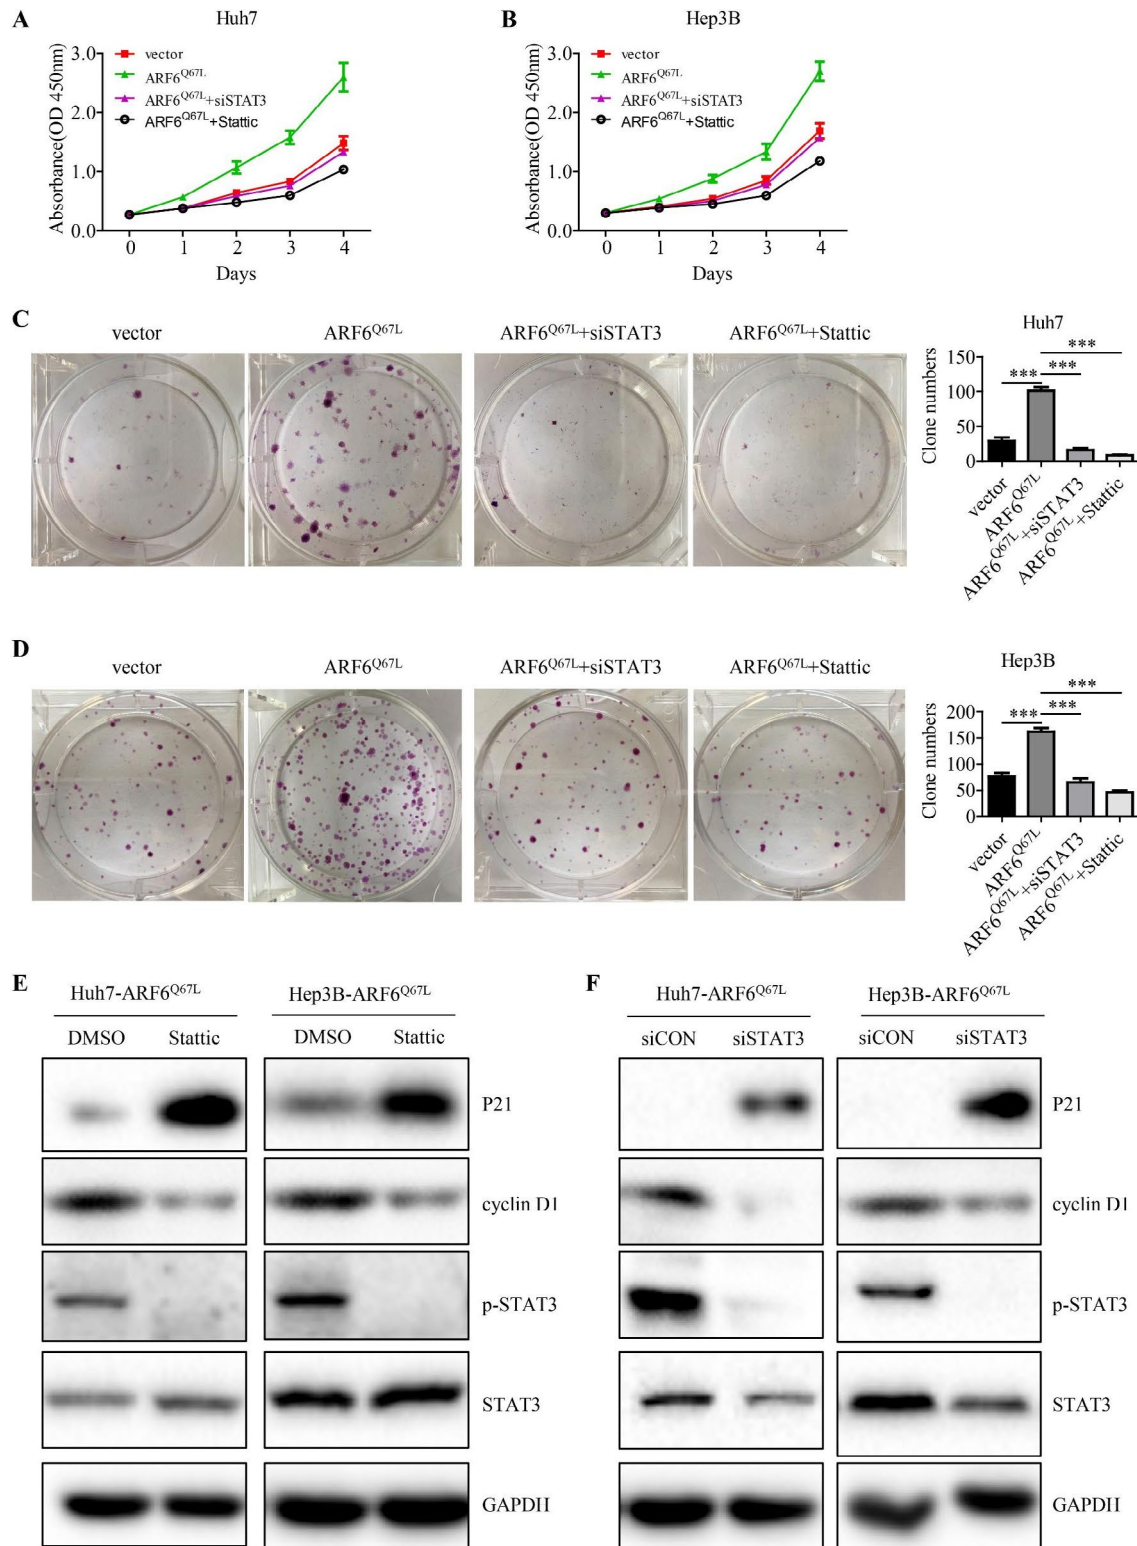 A Huh7
vector
ARF6Q67L
ARF6Q67L+siSTAT3
ARF6Q67L+Stattic
Absorbance(OD 450nm)
3.0
2.0
1.0
0.0
0 1 2 3 4
Days
B Hep3B
vector
ARF6Q67L
ARF6Q67L+siSTAT3
ARF6Q67L+Stattic
Absorbance(OD 450nm)
3.0
2.0
1.0
0.0
0 1 2 3 4
Days
C vector ARF6Q67L ARF6Q67L+siSTAT3 ARF6Q67L+Stattic
Huh7
Clone numbers
150
100
50
0
*** *** ***
vector
ARF6Q67L
ARF6Q67L+siSTAT3
ARF6Q67L+Stattic
D vector ARF6Q67L ARF6Q67L+siSTAT3 ARF6Q67L+Stattic
Hep3B
Clone numbers
200
150
100
50
0
*** *** ***
vector
ARF6Q67L
ARF6Q67L+siSTAT3
ARF6Q67L+Stattic
E Huh7-ARF6Q67L Hep3B-ARF6Q67L
DMSO Stattic DMSO Stattic
P21
cyclin D1
p-STAT3
STAT3
GAPDH
F Huh7-ARF6Q67L Hep3B-ARF6Q67L
siCON siSTAT3 siCON siSTAT3
P21
cyclin D1
p-STAT3
STAT3
GAPDH